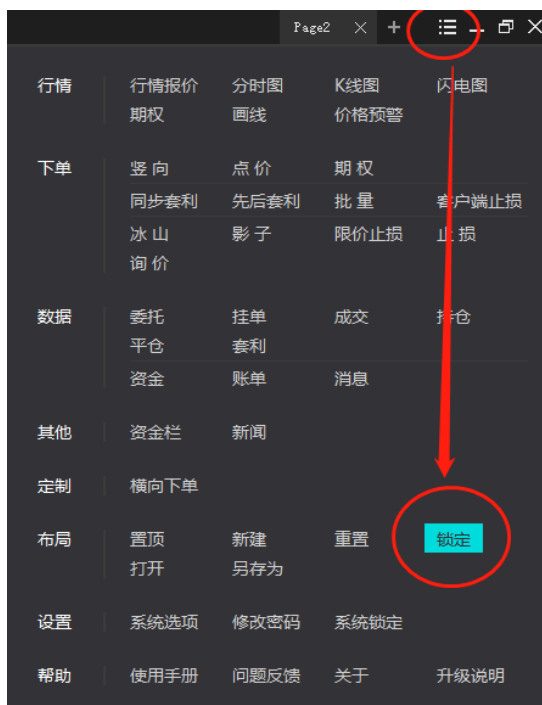 Page2
行情 行情报价 分时图 K线图 闪电图
期权 画线 价格预警
下单 竖向 点价 期权
同步套利 先后套利 批量 客户端止损
冰山 影子 限价止损 止损
询价
数据 委托 挂单 成交 持仓
平仓 套利
资金 账单 消息
其他 资金栏 新闻
定制 横向下单
布局 置顶 新建 重置 锁定
打开 另存为
设置 系统选项 修改密码 系统锁定
帮助 使用手册 问题反馈 关于 升级说明